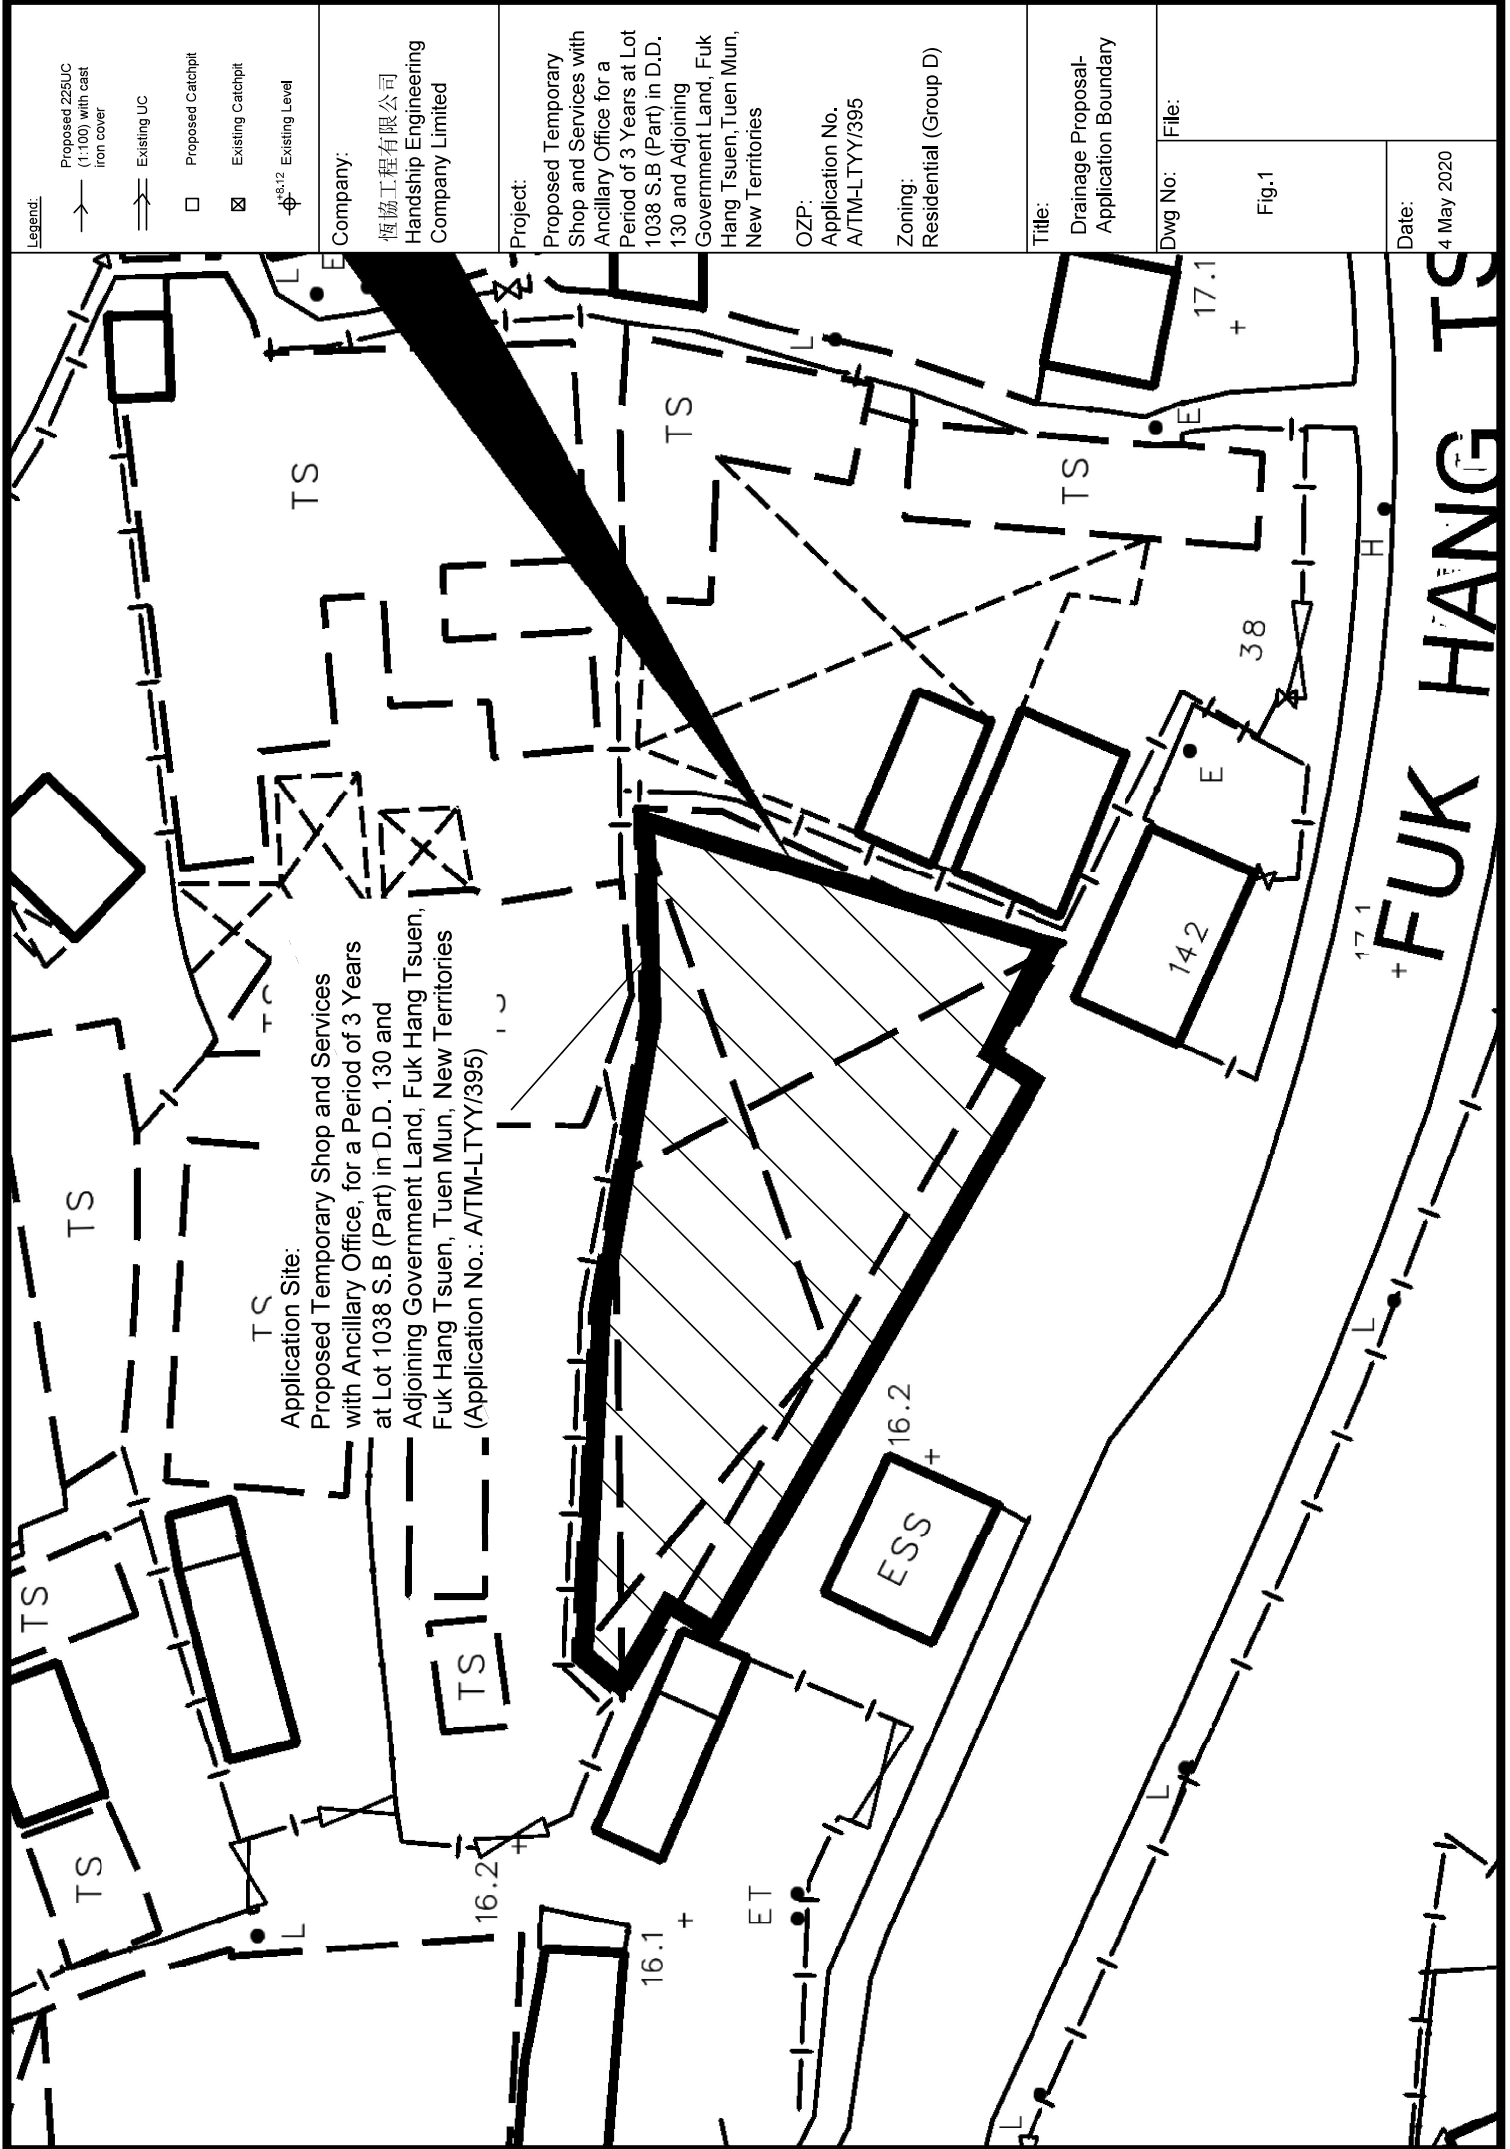 Legend:
Proposed 225UC
(1:100) with cast
iron cover
Existing UC
Proposed Catchpit
Existing Catchpit
+8.12
Existing Level
Company:
恆協工程有限公司
Handship Engineering
Company Limited
Project:
Proposed Temporary
Shop and Services with
Ancillary Office for a
Period of 3 Years at Lot
1038 S.B (Part) in D.D.
130 and Adjoining
Government Land, Fuk
Hang Tsuen,Tuen Mun,
New Territories
OZP:
Application No.
A/TM-LTYY/395
Zoning:
Residential (Group D)
Title:
Drainage Proposal-
Application Boundary
Dwg No:
Fig.1
File:
Date:
4 May 2020
Application Site:
Proposed Temporary Shop and Services
with Ancillary Office, for a Period of 3 Years
at Lot 1038 S.B (Part) in D.D. 130 and
Adjoining Government Land, Fuk Hang Tsuen,
Fuk Hang Tsuen, Tuen Mun, New Territories
(Application No.: A/TM-LTYY/395)
TS
TS
TS
TS
TS
TS
TS
TS
L
E
L
E
17.1
H
38
E
142
17.1
FUK HANG TS
16.2
ESS
L
L
L
L
16.2
16.1
ET